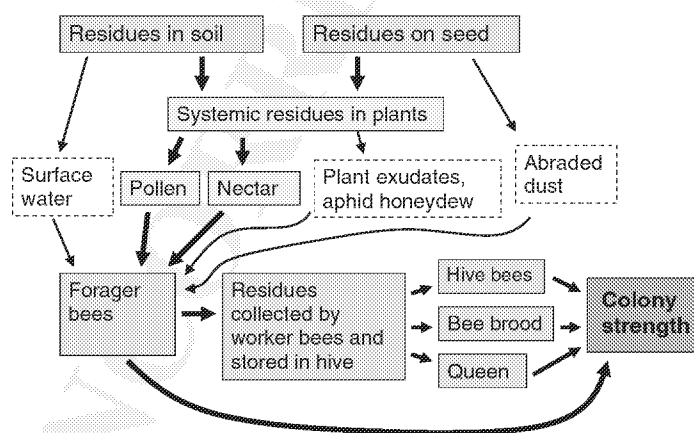 Residues in soil
Residues on seed
Systemic residues in plants
Surface
water
Pollen
Nectar
Plant exudates,
aphid honeydew
Abraded
dust
Forager
bees
Residues
collected by
worker bees and
stored in hive
Hive bees
Bee brood
Queen
Colony
strength